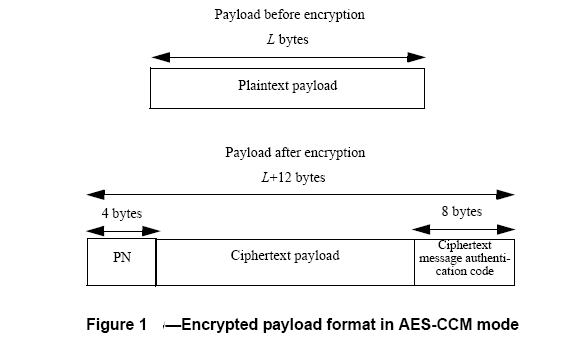 Payload before encryption
L bytes
Plaintext payload
Payload after encryption
L+12 bytes
4 bytes
8 bytes
PN
Ciphertext payload
Ciphertext
message authenti-
cation code
Figure 1 —Encrypted payload format in AES-CCM mode